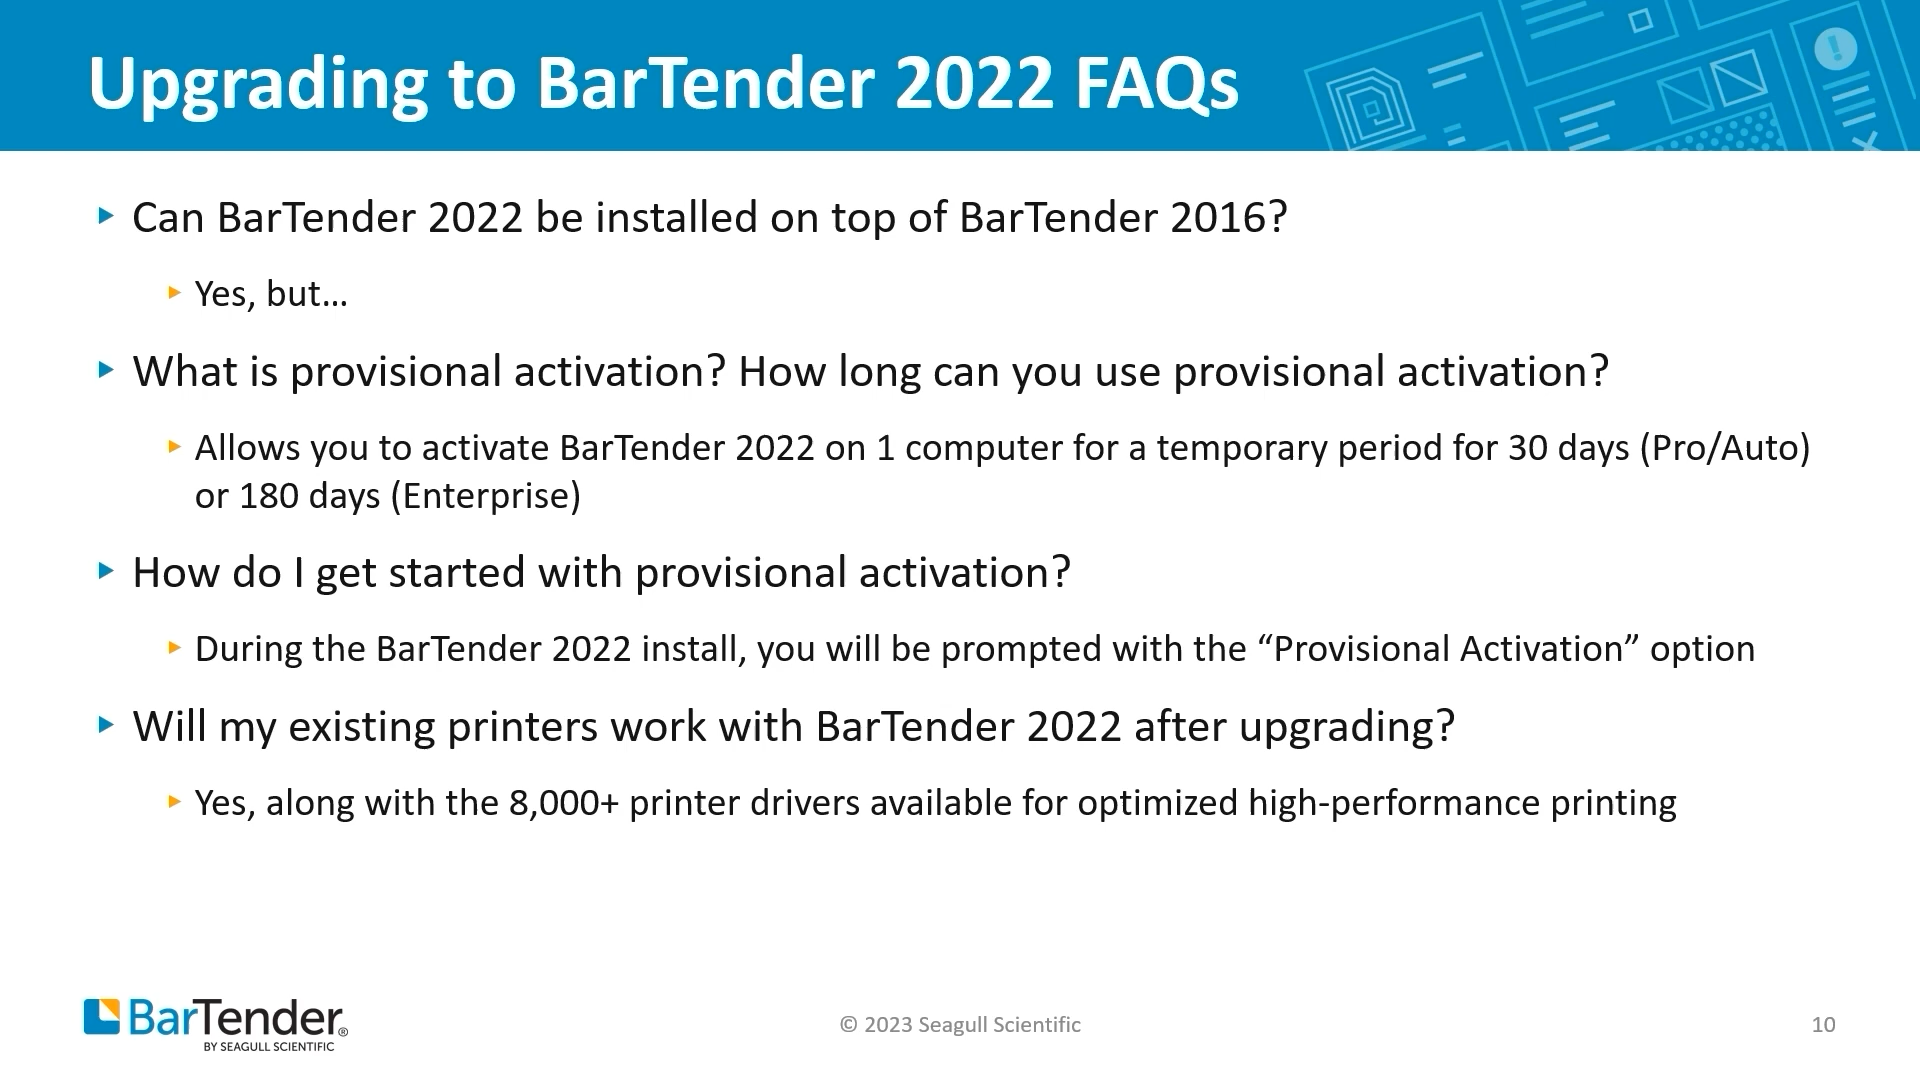 Upgrading to BarTender 2022 FAQs
Can BarTender 2022 be installed on top of BarTender 2016?
Yes, but…
What is provisional activation? How long can you use provisional activation?
Allows you to activate BarTender 2022 on 1 computer for a temporary period for 30 days (Pro/Auto)
or 180 days (Enterprise)
How do I get started with provisional activation?
During the BarTender 2022 install, you will be prompted with the “Provisional Activation” option
Will my existing printers work with BarTender 2022 after upgrading?
Yes, along with the 8,000+ printer drivers available for optimized high-performance printing
BarTender®
BY SEAGULL SCIENTIFIC
© 2023 Seagull Scientific
10